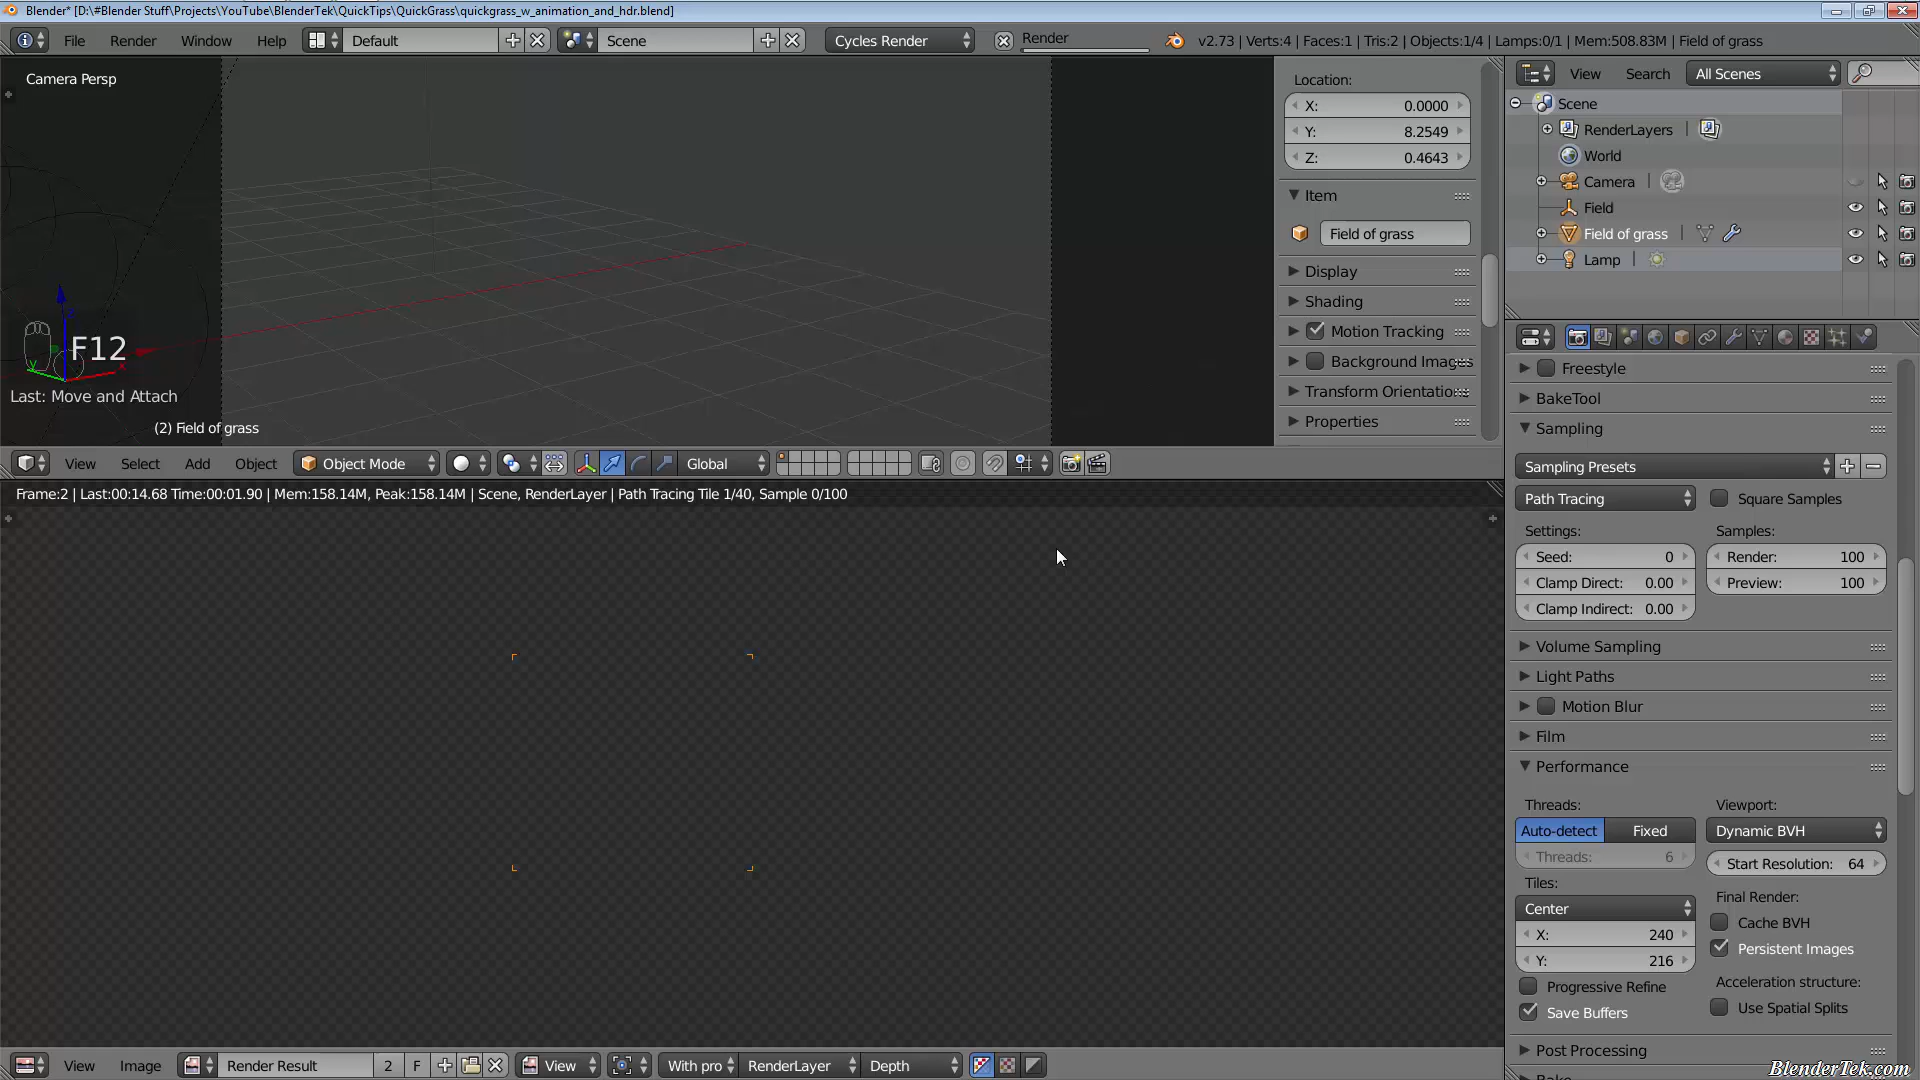 Blender* [D:\#Blender Stuff\Projects\YouTube\BlenderTek\QuickTips\QuickGrass\quickgrass_w_animation_and_hdr.blend]
File Render Window Help Default Scene Cycles Render Render v2.73 | Verts:4 | Faces:1 | Tris:2 | Objects:1/4 | Lamps:0/1 | Mem:508.83M | Field of grass
Camera Persp
F12
Last: Move and Attach
(2) Field of grass
Location:
X: 0.0000
Y: 8.2549
Z: 0.4643
Item
Field of grass
Display
Shading
Motion Tracking
Background Images
Transform Orientatio
Properties
View Search All Scenes
Scene
RenderLayers
World
Camera
Field
Field of grass
Lamp
View Select Add Object Object Mode Global
Frame:2 | Last:00:14.68 Time:00:01.90 | Mem:158.14M, Peak:158.14M | Scene, RenderLayer | Path Tracing Tile 1/40, Sample 0/100
Freestyle
BakeTool
Sampling
Sampling Presets
Path Tracing Square Samples
Settings: Samples:
Seed: 0 Render: 100
Clamp Direct: 0.00 Preview: 100
Clamp Indirect: 0.00
Volume Sampling
Light Paths
Motion Blur
Film
Performance
Threads: Viewport:
Auto-detect Fixed Dynamic BVH
Threads: 6 Start Resolution: 64
Tiles:
Center Final Render:
X: 240 Cache BVH
Y: 216 Persistent Images
Progressive Refine Acceleration structure:
Save Buffers Use Spatial Splits
Post Processing
View Image Render Result 2 F View With pro RenderLayer Depth
BlenderTek.com